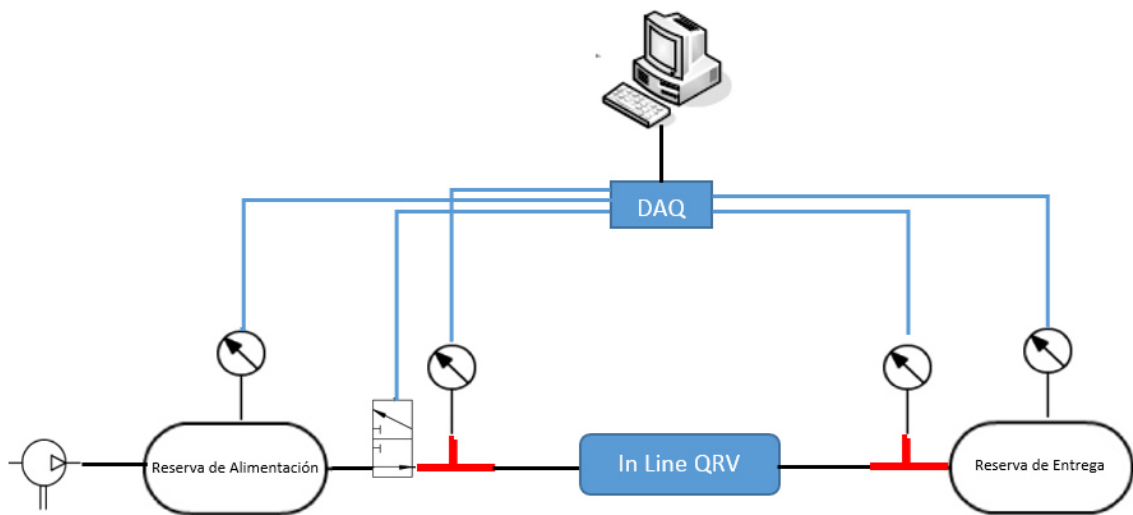 DAQ
Reserva de Alimentación
In Line QRV
Reserva de Entrega